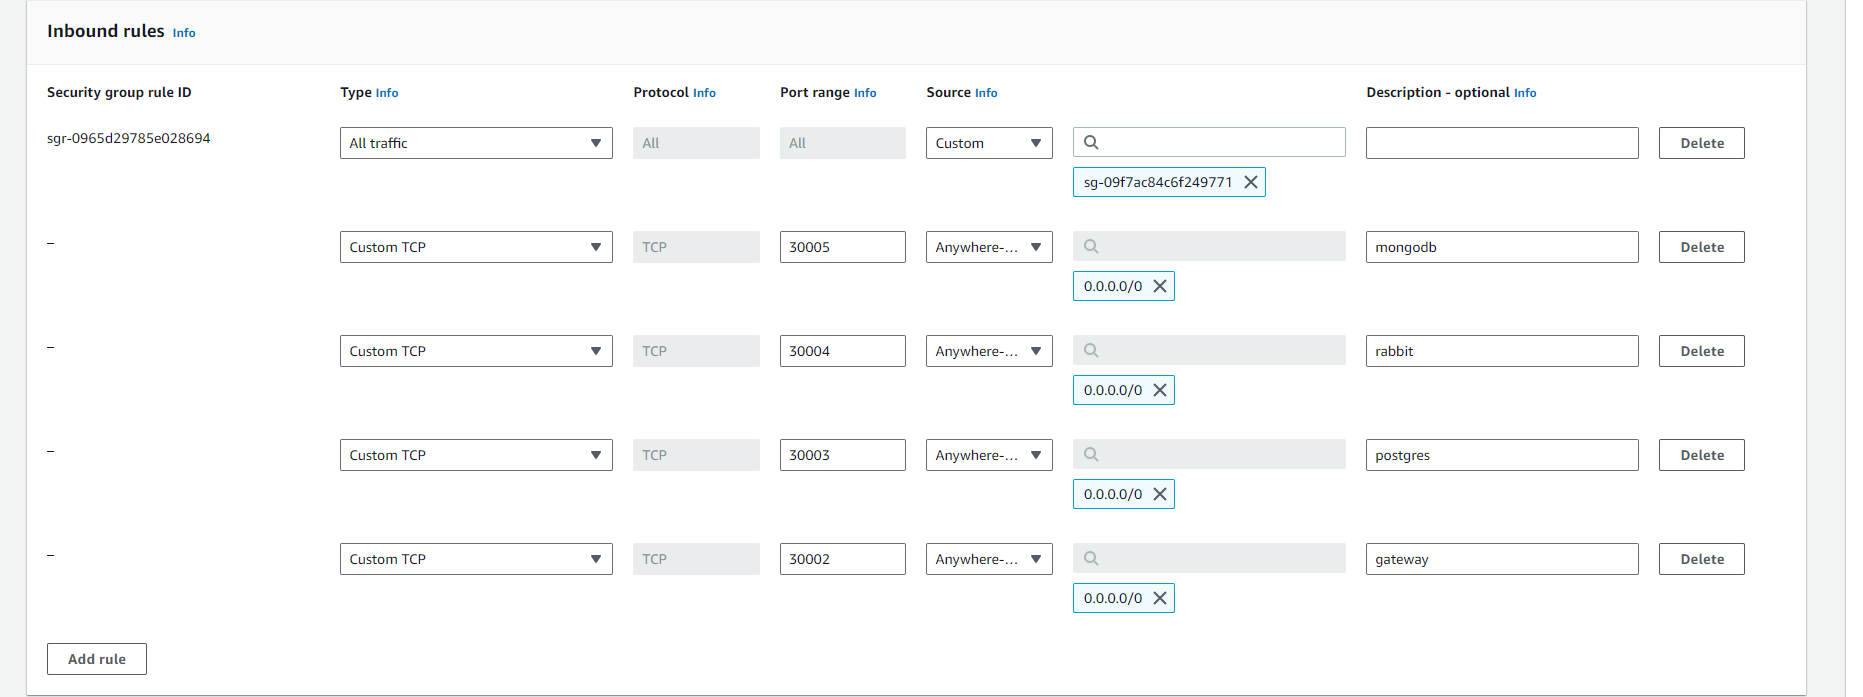 Inbound rules Info
Security group rule ID Type Info Protocol Info Port range Info Source Info Description - optional Info
sgr-0965d29785e028694 All traffic All All Custom Delete
sg-09f7ac84c6f249771
– Custom TCP TCP 30005 Anywhere-... mongodb Delete
0.0.0.0/0
– Custom TCP TCP 30004 Anywhere-... rabbit Delete
0.0.0.0/0
– Custom TCP TCP 30003 Anywhere-... postgres Delete
0.0.0.0/0
– Custom TCP TCP 30002 Anywhere-... gateway Delete
0.0.0.0/0
Add rule